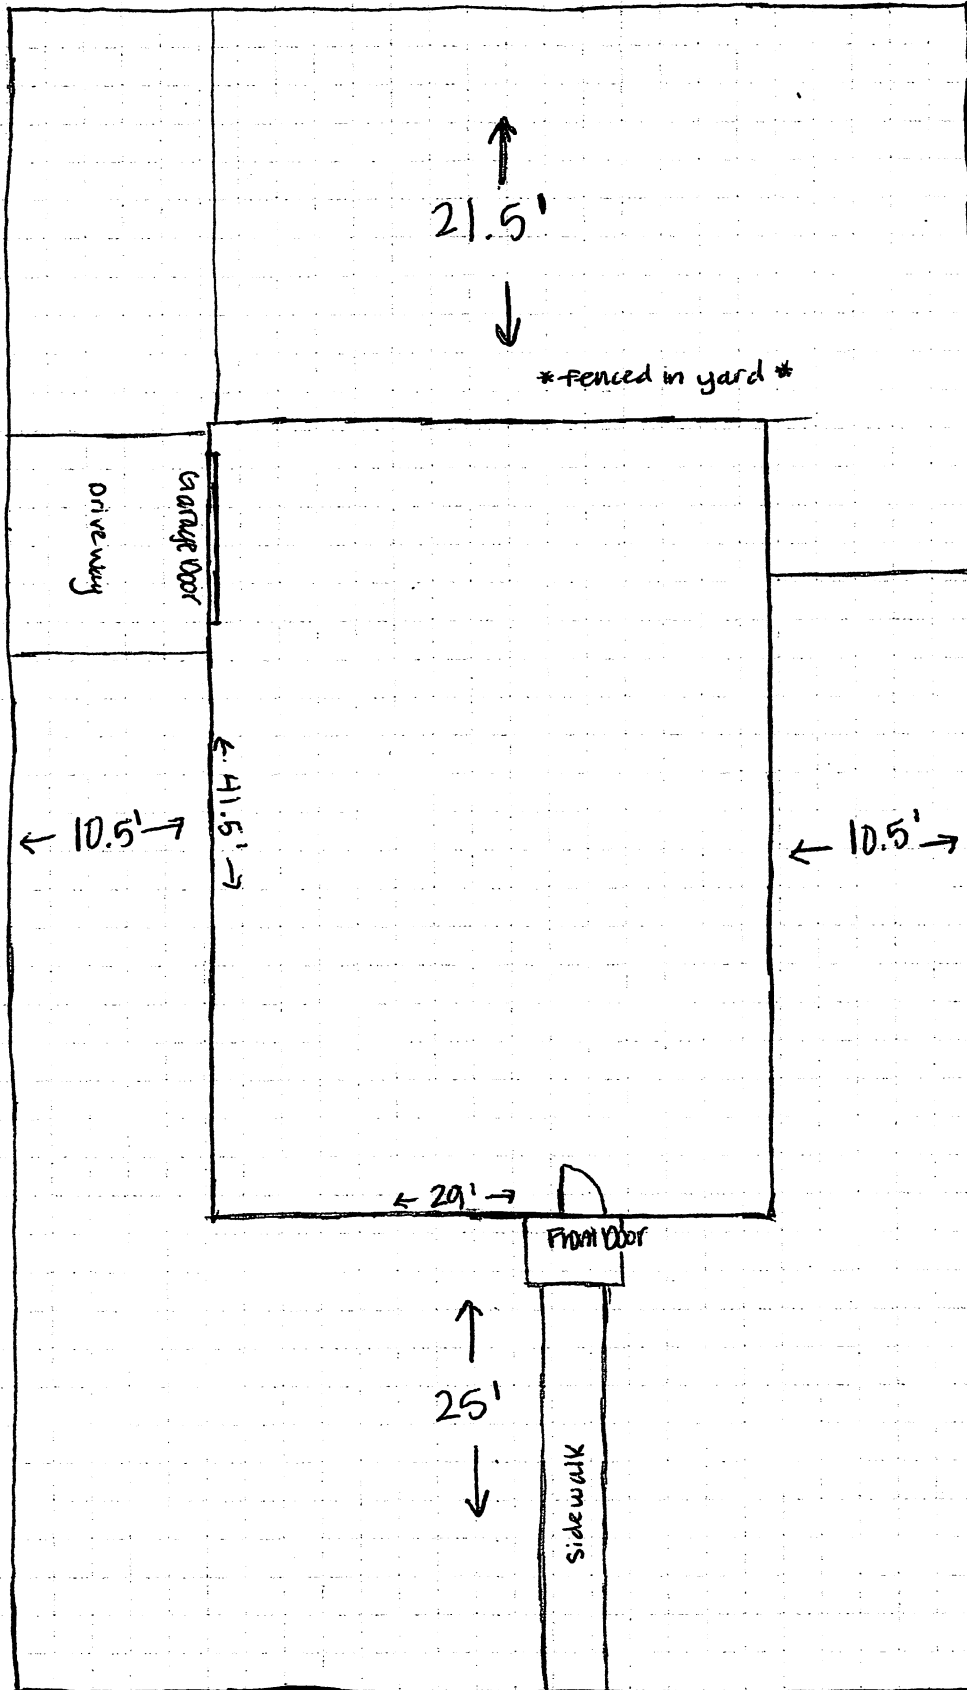 21.5'
*Fenced in yard*
Driveway
Garage Door
10.5'
41.5'
10.5'
29'
Front Door
25'
Sidewalk